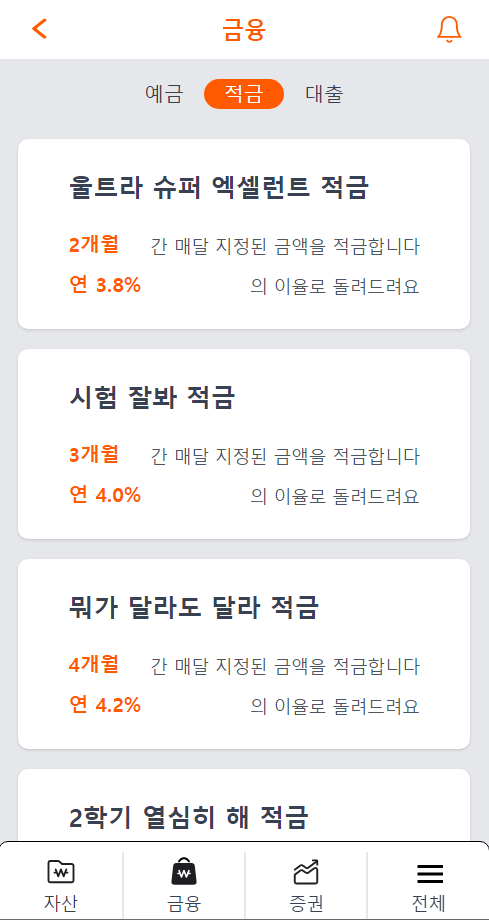 금융
예금 적금 대출
울트라 슈퍼 엑셀런트 적금
2개월 간 매달 지정된 금액을 적금합니다
연 3.8% 의 이율로 돌려드려요
시험 잘봐 적금
3개월 간 매달 지정된 금액을 적금합니다
연 4.0% 의 이율로 돌려드려요
뭐가 달라도 달라 적금
4개월 간 매달 지정된 금액을 적금합니다
연 4.2% 의 이율로 돌려드려요
2학기 열심히 해 적금
자산 금융 증권 전체